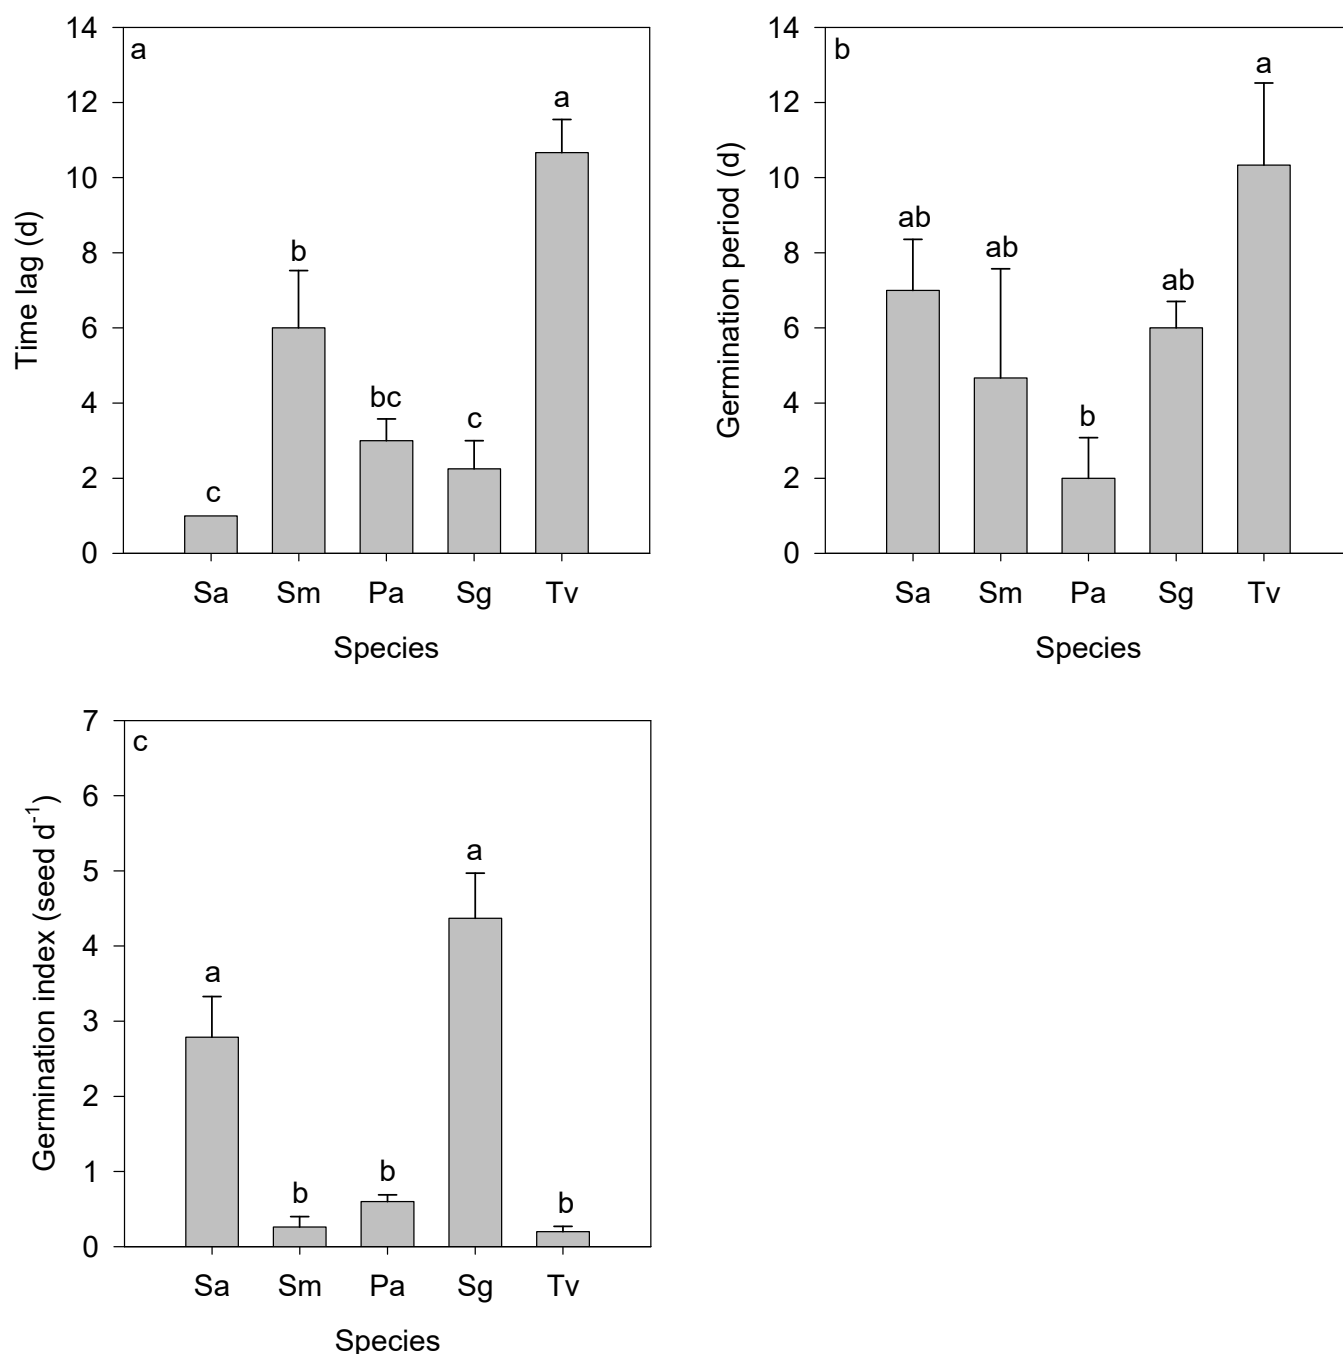 a
Time lag (d)
14
12
10
8
6
4
2
0
c
b
bc
c
a
Sa Sm Pa Sg Tv
Species
b
Germination period (d)
14
12
10
8
6
4
2
0
ab
ab
b
ab
a
Sa Sm Pa Sg Tv
Species
c
Germination index (seed d⁻¹)
7
6
5
4
3
2
1
0
a
b
b
a
b
Sa Sm Pa Sg Tv
Species